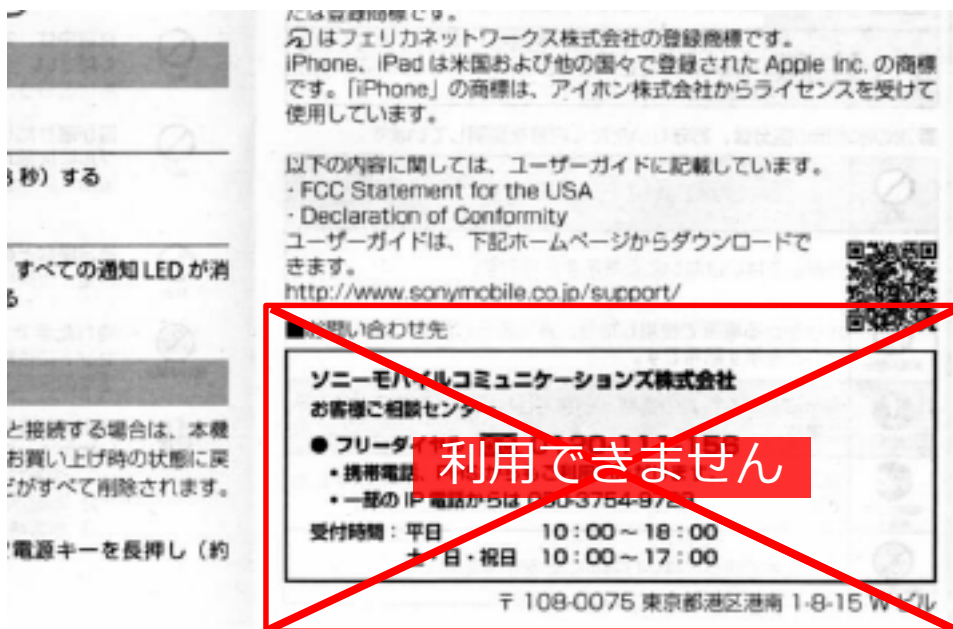 たは登録商標です。
はフェリカネットワークス株式会社の登録商標です。
iPhone、iPad は米国および他の国々で登録された Apple Inc. の商標
です。「iPhone」の商標は、アイホン株式会社からライセンスを受けて
使用しています。
以下の内容に関しては、ユーザーガイドに記載しています。
· FCC Statement for the USA
· Declaration of Conformity
ユーザーガイドは、下記ホームページからダウンロードで
きます。
http://www.sonymobile.co.jp/support/
■お問い合わせ先
ソニーモバイルコミュニケーションズ株式会社
お客様ご相談センター
● フリーダイヤル
利用できません
・携帯電話、
・一部の IP 電話からは 050-3754-97
受付時間：平日 10：00～18：00
土・日・祝日 10：00～17：00
〒 108-0075 東京都港区港南 1-8-15 W ビル
秒）する
すべての通知 LED が消
る
と接続する場合は、本機
お買い上げ時の状態に戻
がすべて削除されます。
電源キーを長押し（約